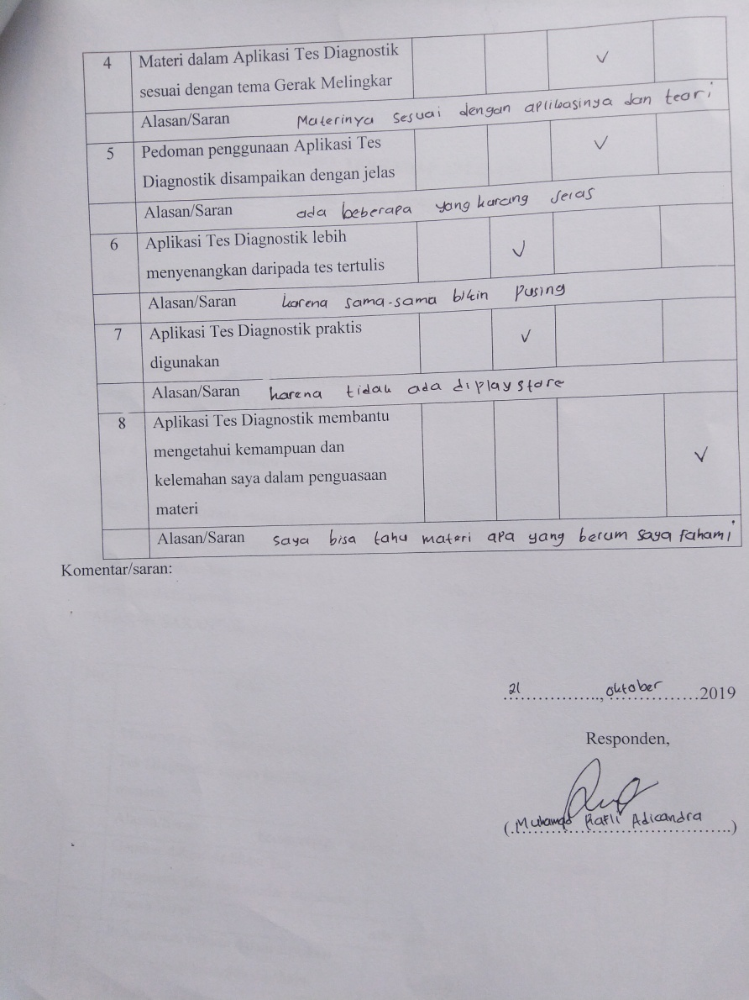 4 Materi dalam Aplikasi Tes Diagnostik ✓
sesuai dengan tema Gerak Melingkar
Alasan/Saran Materinya sesuai dengan aplikasinya dan teori
5 Pedoman penggunaan Aplikasi Tes ✓
Diagnostik disampaikan dengan jelas
Alasan/Saran ada beberapa yang kurang jelas
6 Aplikasi Tes Diagnostik lebih ✓
menyenangkan daripada tes tertulis
Alasan/Saran karena sama-sama bikin pusing
7 Aplikasi Tes Diagnostik praktis ✓
digunakan
Alasan/Saran karena tidak ada diplaystore
8 Aplikasi Tes Diagnostik membantu ✓
mengetahui kemampuan dan
kelemahan saya dalam penguasaan
materi
Alasan/Saran saya bisa tahu materi apa yang belum saya fahami
Komentar/saran:
21 ................, oktober ................2019
Responden,
(Muhamad Rafli Adicandra)